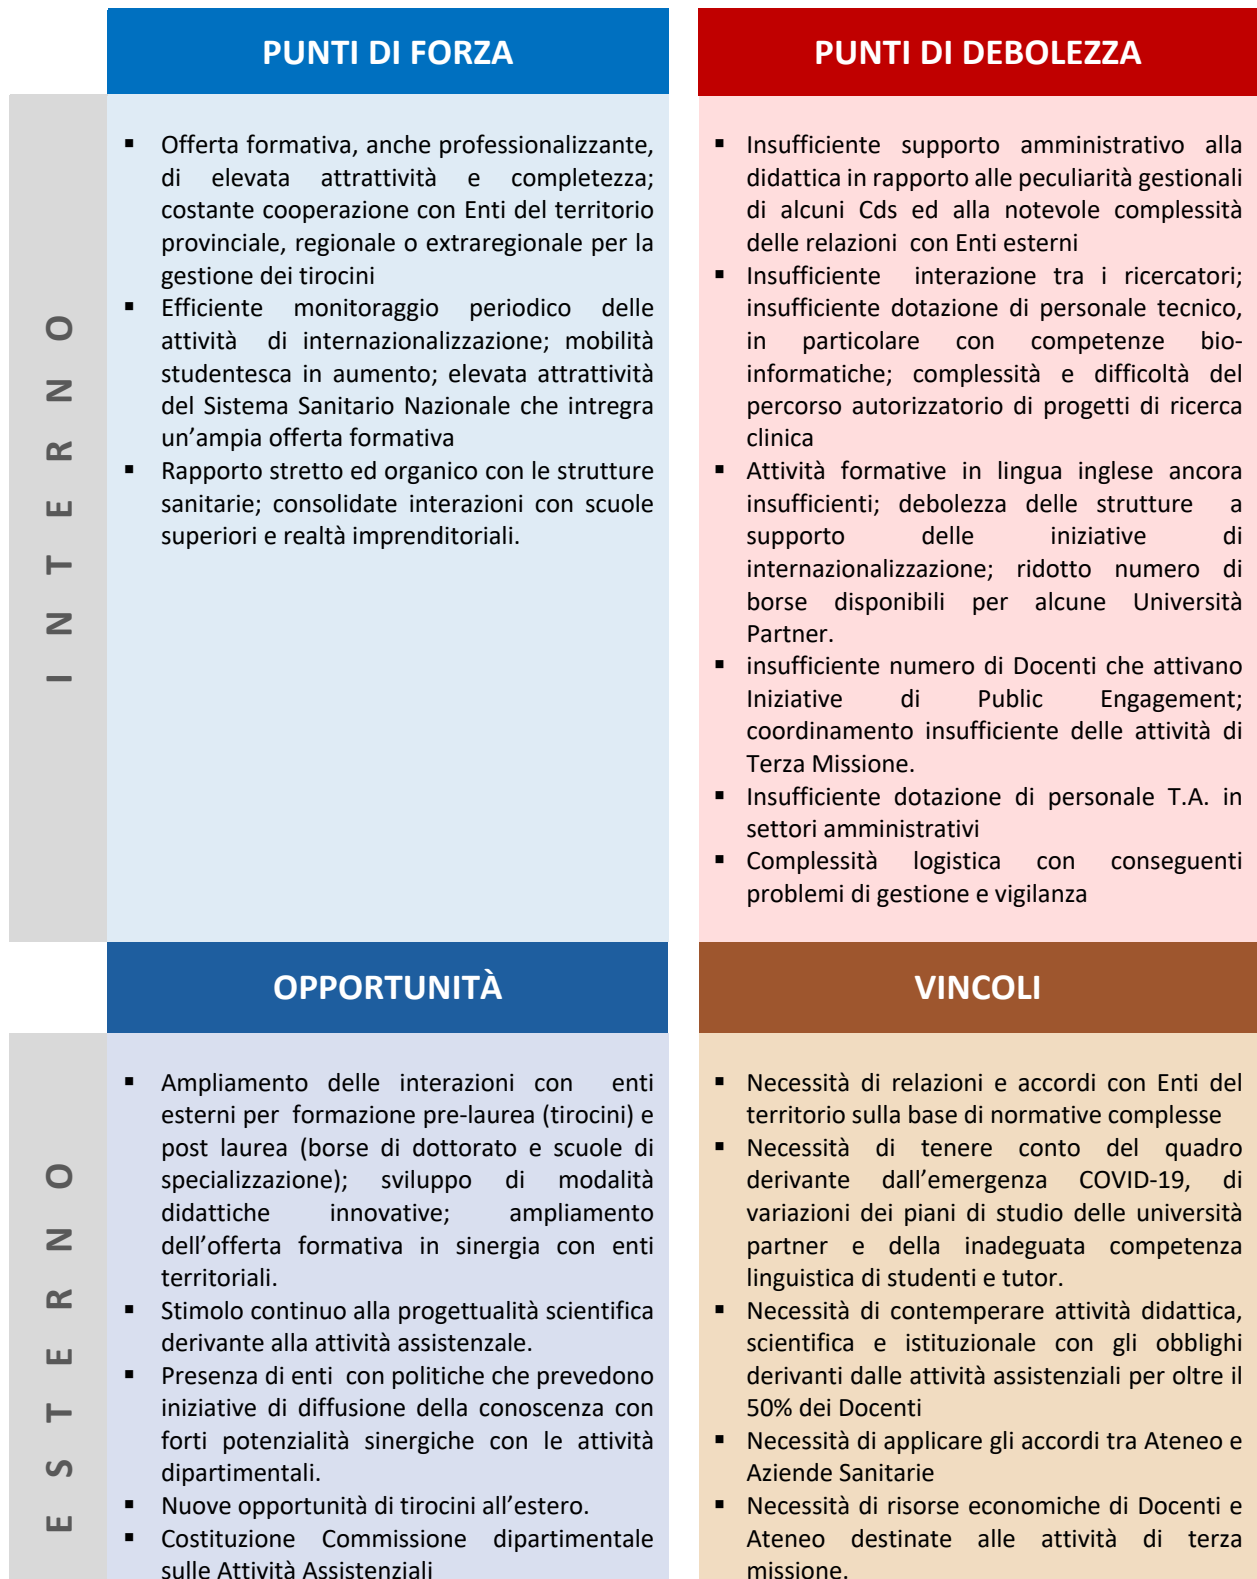 PUNTI DI FORZA
INTERNO
▪ Offerta formativa, anche professionalizzante,
di elevata attrattività e completezza;
costante cooperazione con Enti del territorio
provinciale, regionale o extraregionale per la
gestione dei tirocini
▪ Efficiente monitoraggio periodico delle
attività di internazionalizzazione; mobilità
studentesca in aumento; elevata attrattività
del Sistema Sanitario Nazionale che intregra
un’ampia offerta formativa
▪ Rapporto stretto ed organico con le strutture
sanitarie; consolidate interazioni con scuole
superiori e realtà imprenditoriali.
PUNTI DI DEBOLEZZA
▪ Insufficiente supporto amministrativo alla
didattica in rapporto alle peculiarità gestionali
di alcuni Cds ed alla notevole complessità
delle relazioni con Enti esterni
▪ Insufficiente interazione tra i ricercatori;
insufficiente dotazione di personale tecnico,
in particolare con competenze bio-
informatiche; complessità e difficoltà del
percorso autorizzatorio di progetti di ricerca
clinica
▪ Attività formative in lingua inglese ancora
insufficienti; debolezza delle strutture a
supporto delle iniziative di
internazionalizzazione; ridotto numero di
borse disponibili per alcune Università
Partner.
▪ insufficiente numero di Docenti che attivano
Iniziative di Public Engagement;
coordinamento insufficiente delle attività di
Terza Missione.
▪ Insufficiente dotazione di personale T.A. in
settori amministrativi
▪ Complessità logistica con conseguenti
problemi di gestione e vigilanza
OPPORTUNITÀ
ESTERNO
▪ Ampliamento delle interazioni con enti
esterni per formazione pre-laurea (tirocini) e
post laurea (borse di dottorato e scuole di
specializzazione); sviluppo di modalità
didattiche innovative; ampliamento
dell’offerta formativa in sinergia con enti
territoriali.
▪ Stimolo continuo alla progettualità scientifica
derivante alla attività assistenzale.
▪ Presenza di enti con politiche che prevedono
iniziative di diffusione della conoscenza con
forti potenzialità sinergiche con le attività
dipartimentali.
▪ Nuove opportunità di tirocini all’estero.
▪ Costituzione Commissione dipartimentale
sulle Attività Assistenziali
VINCOLI
▪ Necessità di relazioni e accordi con Enti del
territorio sulla base di normative complesse
▪ Necessità di tenere conto del quadro
derivante dall’emergenza COVID-19, di
variazioni dei piani di studio delle università
partner e della inadeguata competenza
linguistica di studenti e tutor.
▪ Necessità di contemperare attività didattica,
scientifica e istituzionale con gli obblighi
derivanti dalle attività assistenziali per oltre il
50% dei Docenti
▪ Necessità di applicare gli accordi tra Ateneo e
Aziende Sanitarie
▪ Necessità di risorse economiche di Docenti e
Ateneo destinate alle attività di terza
missione.